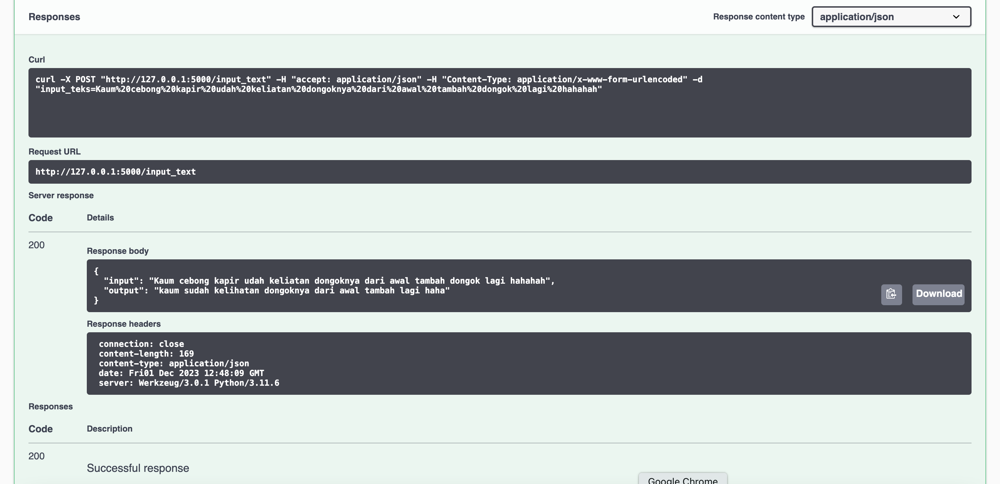 Responses
Response content type
application/json
Curl
curl -X POST "http://127.0.0.1:5000/input_text" -H "accept: application/json" -H "Content-Type: application/x-www-form-urlencoded" -d
"input_teks=Kaum%20cebong%20kapir%20udah%20keliatan%20dongoknya%20dari%20awal%20tambah%20dongok%20lagi%20hahahah"
Request URL
http://127.0.0.1:5000/input_text
Server response
Code Details
200
Response body
{
"input": "Kaum cebong kapir udah keliatan dongoknya dari awal tambah dongok lagi hahahah",
"output": "kaum sudah kelihatan dongoknya dari awal tambah lagi haha"
}
Download
Response headers
connection: close
content-length: 169
content-type: application/json
date: Fri01 Dec 2023 12:48:09 GMT
server: Werkzeug/3.0.1 Python/3.11.6
Responses
Code Description
200
Successful response
Google Chrome